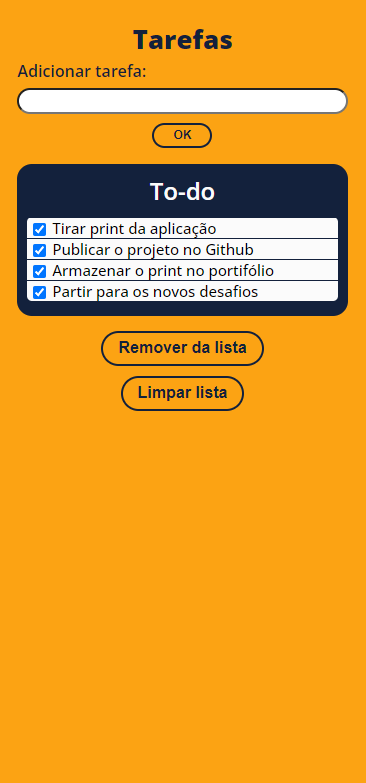 Tarefas
Adicionar tarefa:
OK
To-do
Tirar print da aplicação
Publicar o projeto no Github
Armazenar o print no portifólio
Partir para os novos desafios
Remover da lista
Limpar lista